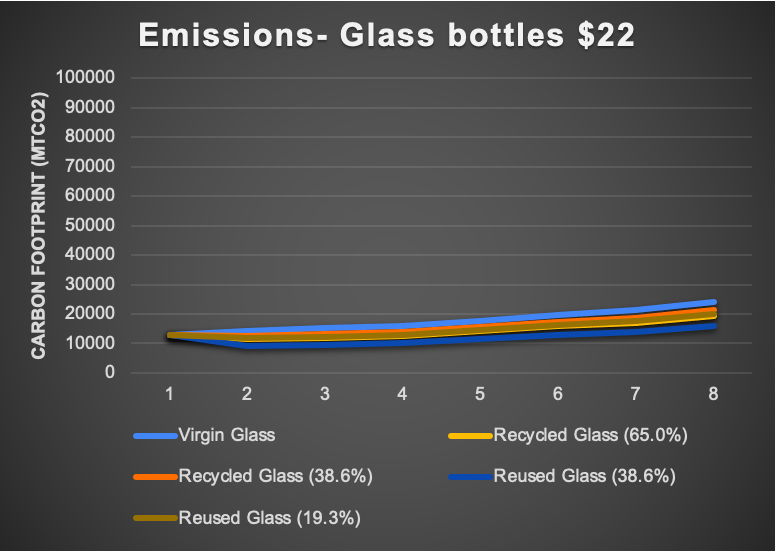 Emissions- Glass bottles $22
CARBON FOOTPRINT (MTCO2)
100000
90000
80000
70000
60000
50000
40000
30000
20000
10000
0
1 2 3 4 5 6 7 8
Virgin Glass
Recycled Glass (65.0%)
Recycled Glass (38.6%)
Reused Glass (38.6%)
Reused Glass (19.3%)